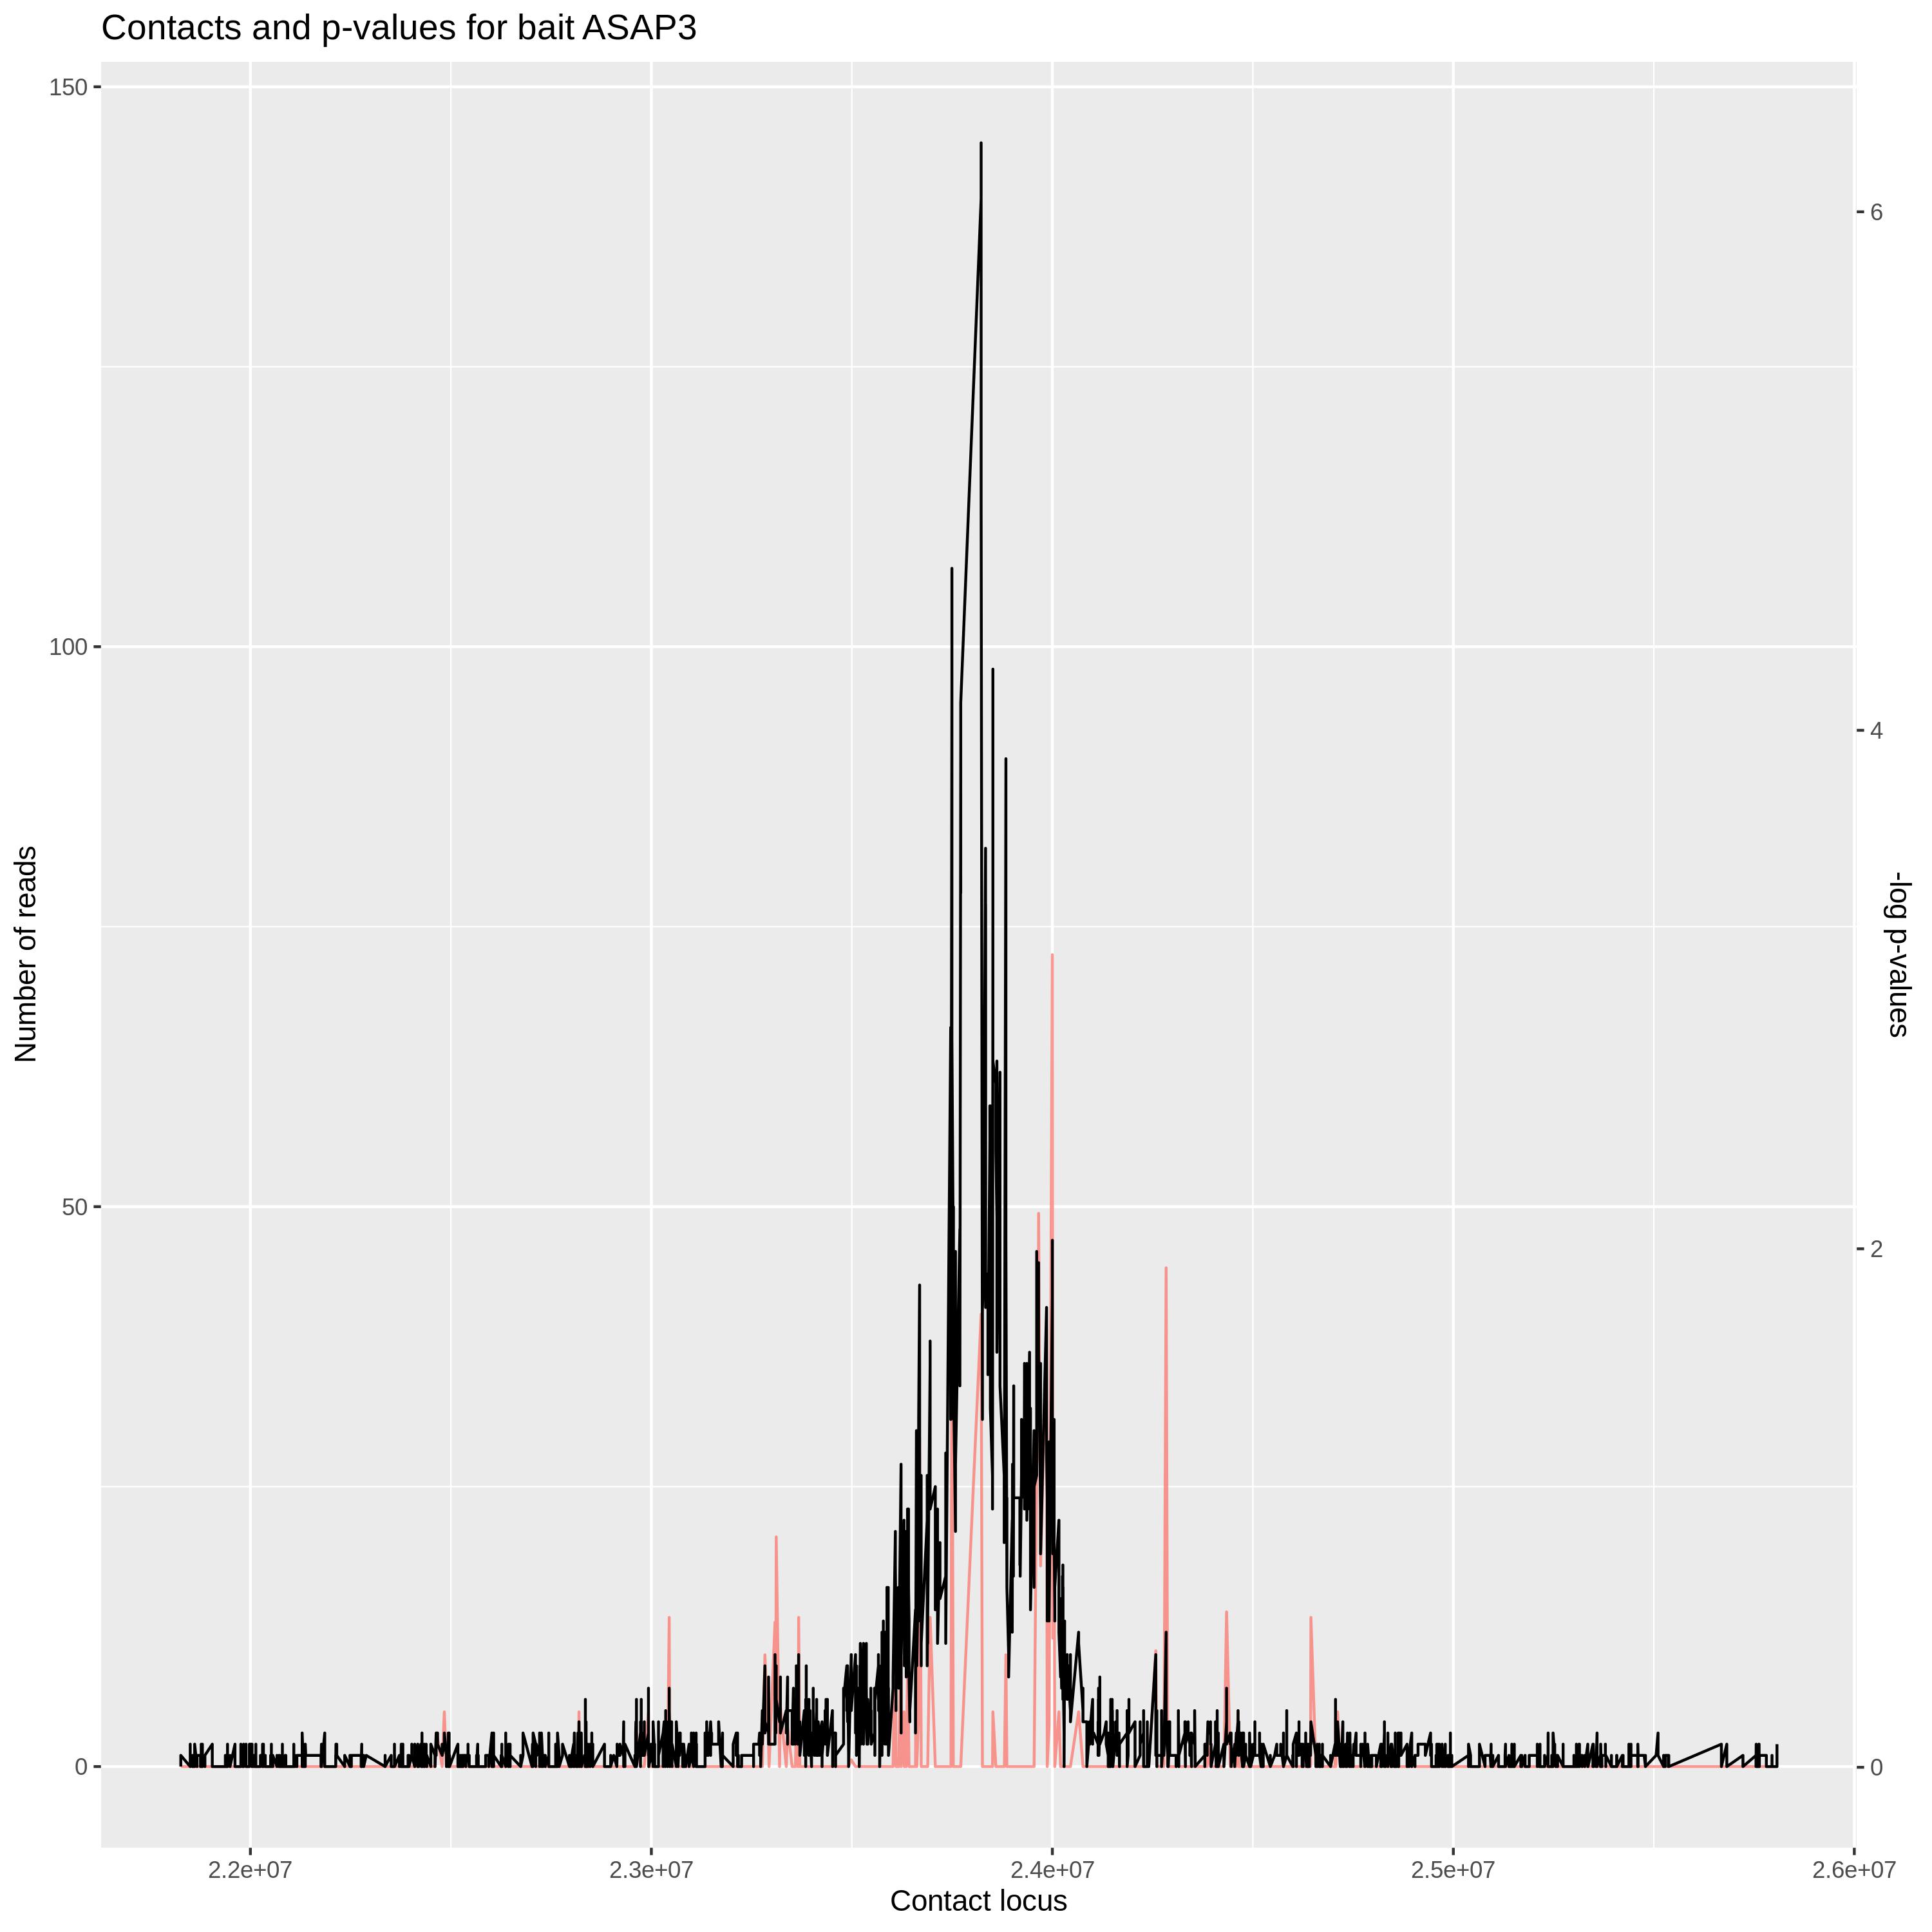 Contacts and p-values for bait ASAP3
150
100
50
0
6
4
2
0
Number of reads
-log p-values
2.2e+07 2.3e+07 2.4e+07 2.5e+07 2.6e+07
Contact locus